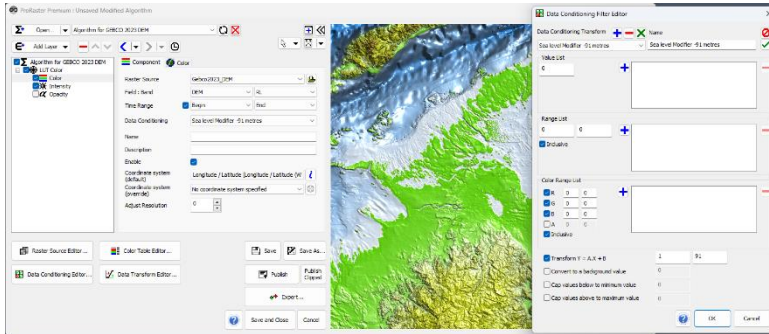 ProRaster Premium : Unsaved Modified Algorithm
Open...
Algorithm for GEBCO 2023 DEM
Add Layer
Algorithm for GEBCO 2023 DEM
LUT Color
Color
Intensity
Opacity
Component
Color
Raster Source
Gebco2023_DEM
Field : Band
DEM
Time Range
Begin
End
Data Conditioning
Sea level Modifier -91 metres
Name
Description
Enable
Coordinate system (default)
Longitude / Latitude (Longitude / Latitude (W
Coordinate system (override)
No coordinate system specified
Adjust Resolution
0
Raster Source Editor...
Color Table Editor...
Save
Save As...
Data Conditioning Editor...
Data Transform Editor...
Publish
Publish Clipped
Export...
Save and Close
Cancel
Data Conditioning Filter Editor
Data Conditioning Transform
Name
Sea level Modifier -91 metres
Sea level Modifier -91 metres
Value List
0
Range List
0 0
Inclusive
Color Range List
R 0 0
G 0 0
B 0 0
A 0 0
Inclusive
Transform Y = A.X + B
1
91
Convert to a background value
0
Cap values below to minimum value
0
Cap values above to maximum value
0
OK
Cancel